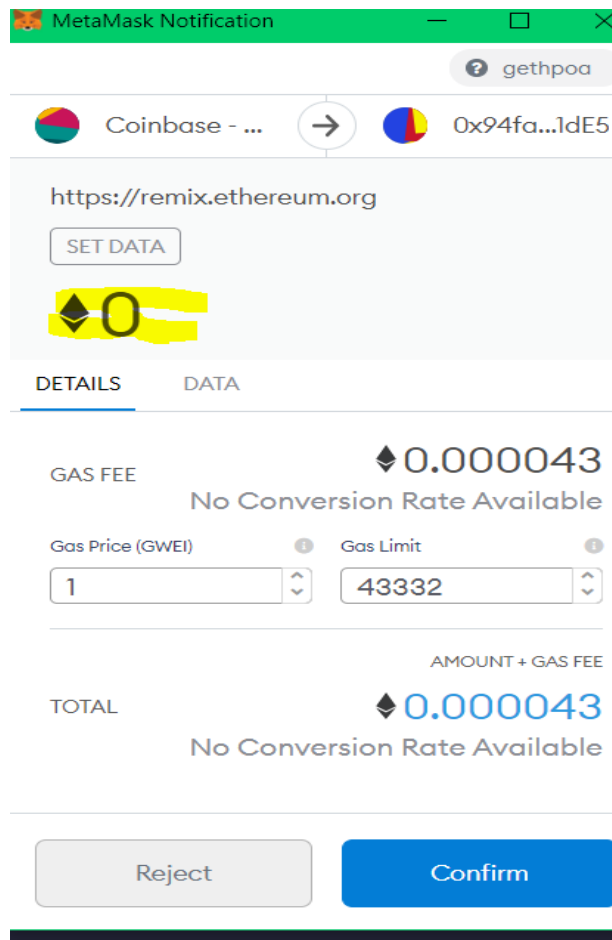 MetaMask Notification
gethpoa
Coinbase - ...
0x94fa...1dE5
https://remix.ethereum.org
SET DATA
0
DETAILS
DATA
GAS FEE
0.000043
No Conversion Rate Available
Gas Price (GWEI)
Gas Limit
1
43332
AMOUNT + GAS FEE
TOTAL
0.000043
No Conversion Rate Available
Reject
Confirm